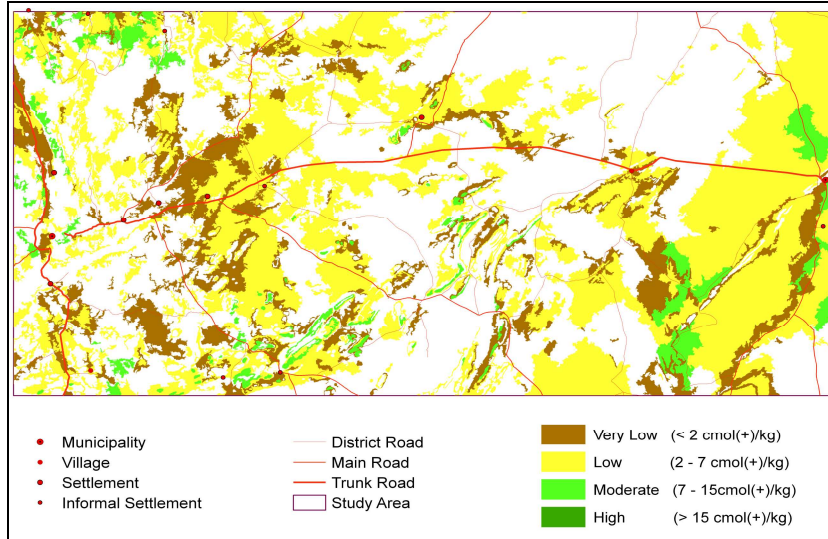 Municipality
Village
Settlement
Informal Settlement
District Road
Main Road
Trunk Road
Study Area
Very Low (< 2 cmol(+)/kg)
Low (2 - 7 cmol(+)/kg)
Moderate (7 - 15cmol(+)/kg)
High (> 15 cmol(+)/kg)